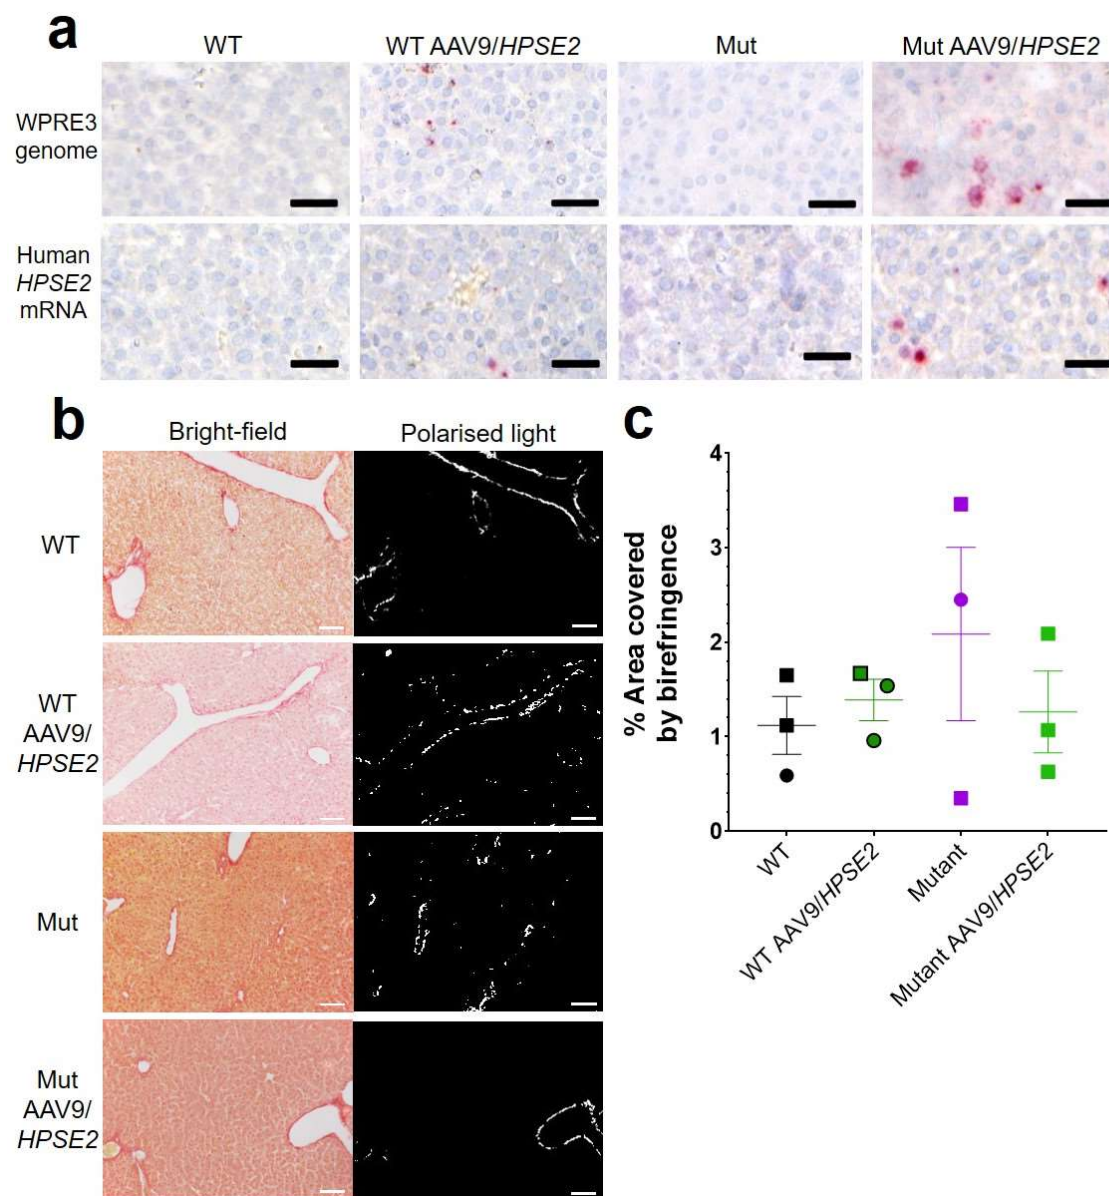 a
WT
WT AAV9/HPSE2
Mut
Mut AAV9/HPSE2
WPRE3
genome
Human
HPSE2
mRNA
b
Bright-field
Polarised light
WT
WT
AAV9/
HPSE2
Mut
Mut
AAV9/
HPSE2
c
% Area covered
by birefringence
4
3
2
1
0
WT
WT AAV9/HPSE2
Mutant
Mutant AAV9/HPSE2